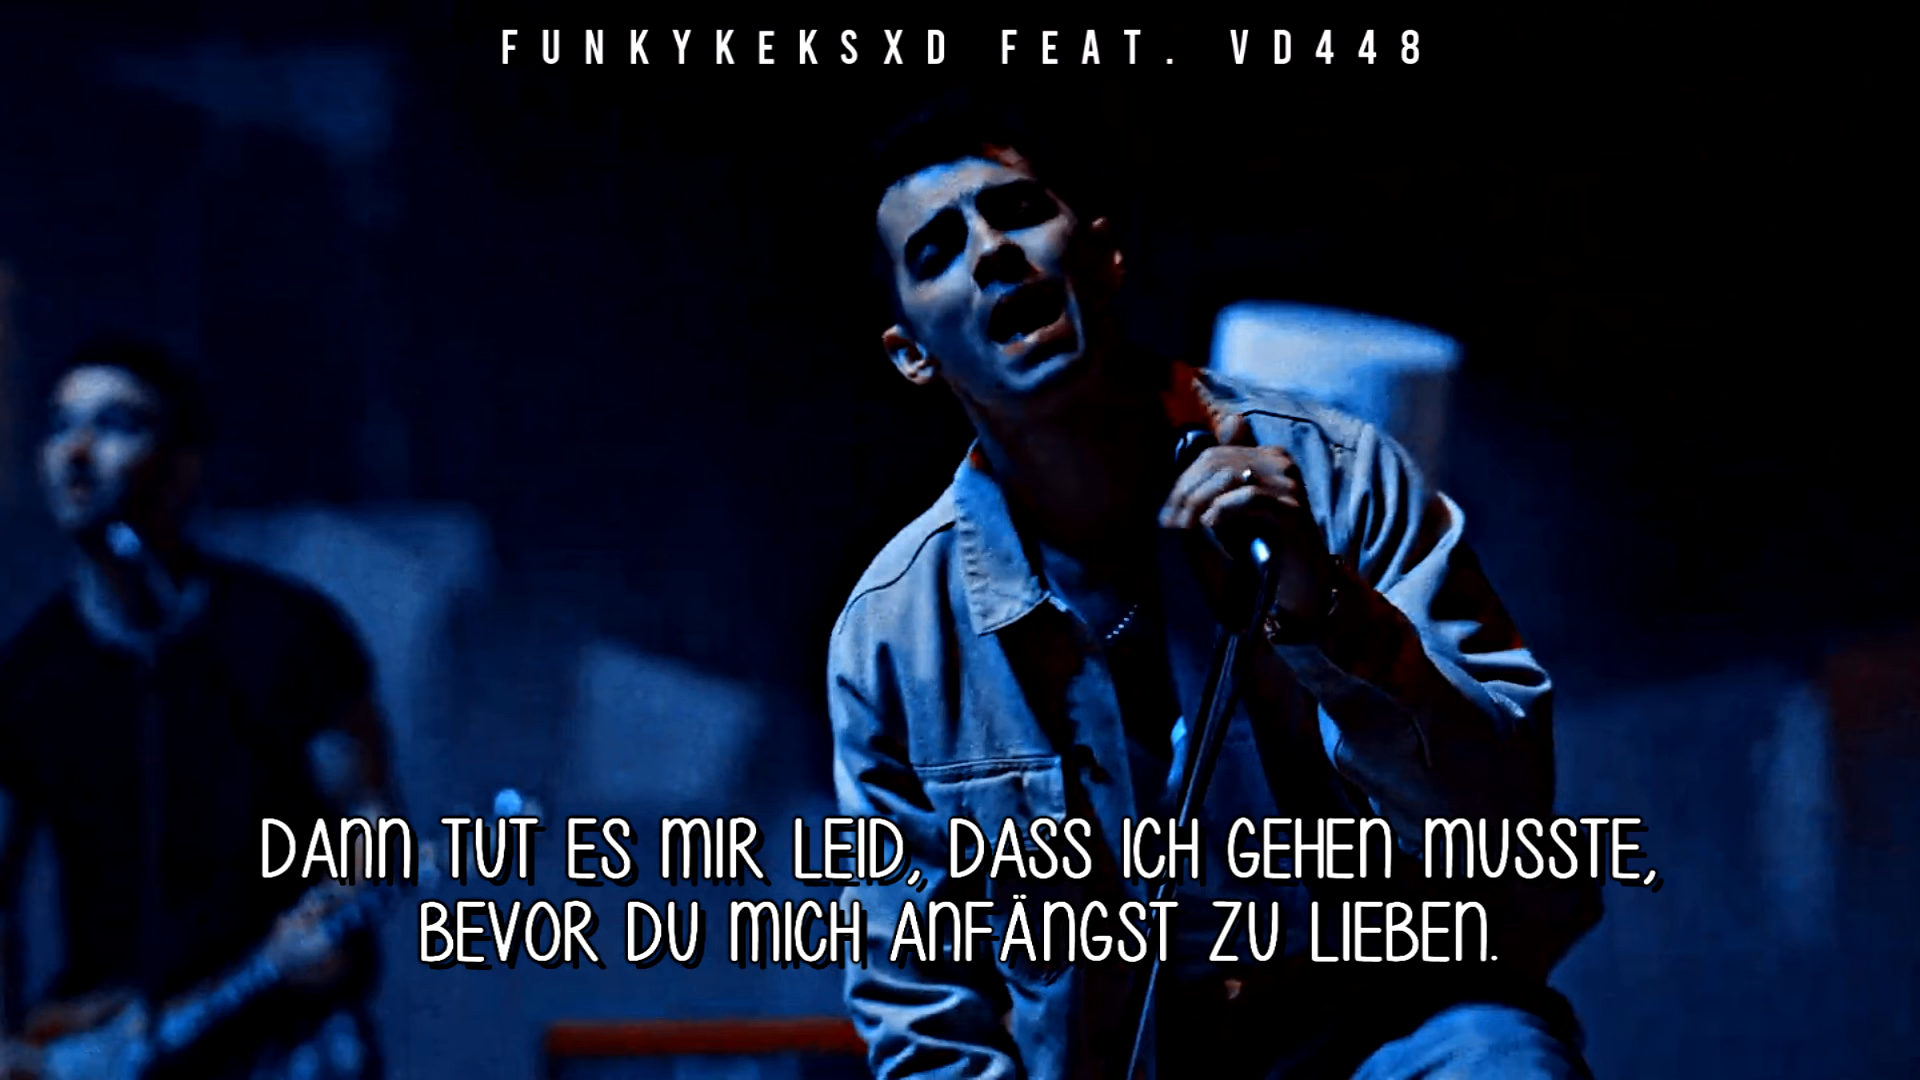 FUNKYKEKSXD FEAT. VD448
DANN TUT ES MIR LEID, DASS ICH GEHEN MUSSTE,
BEVOR DU MICH ANFÄNGST ZU LIEBEN.